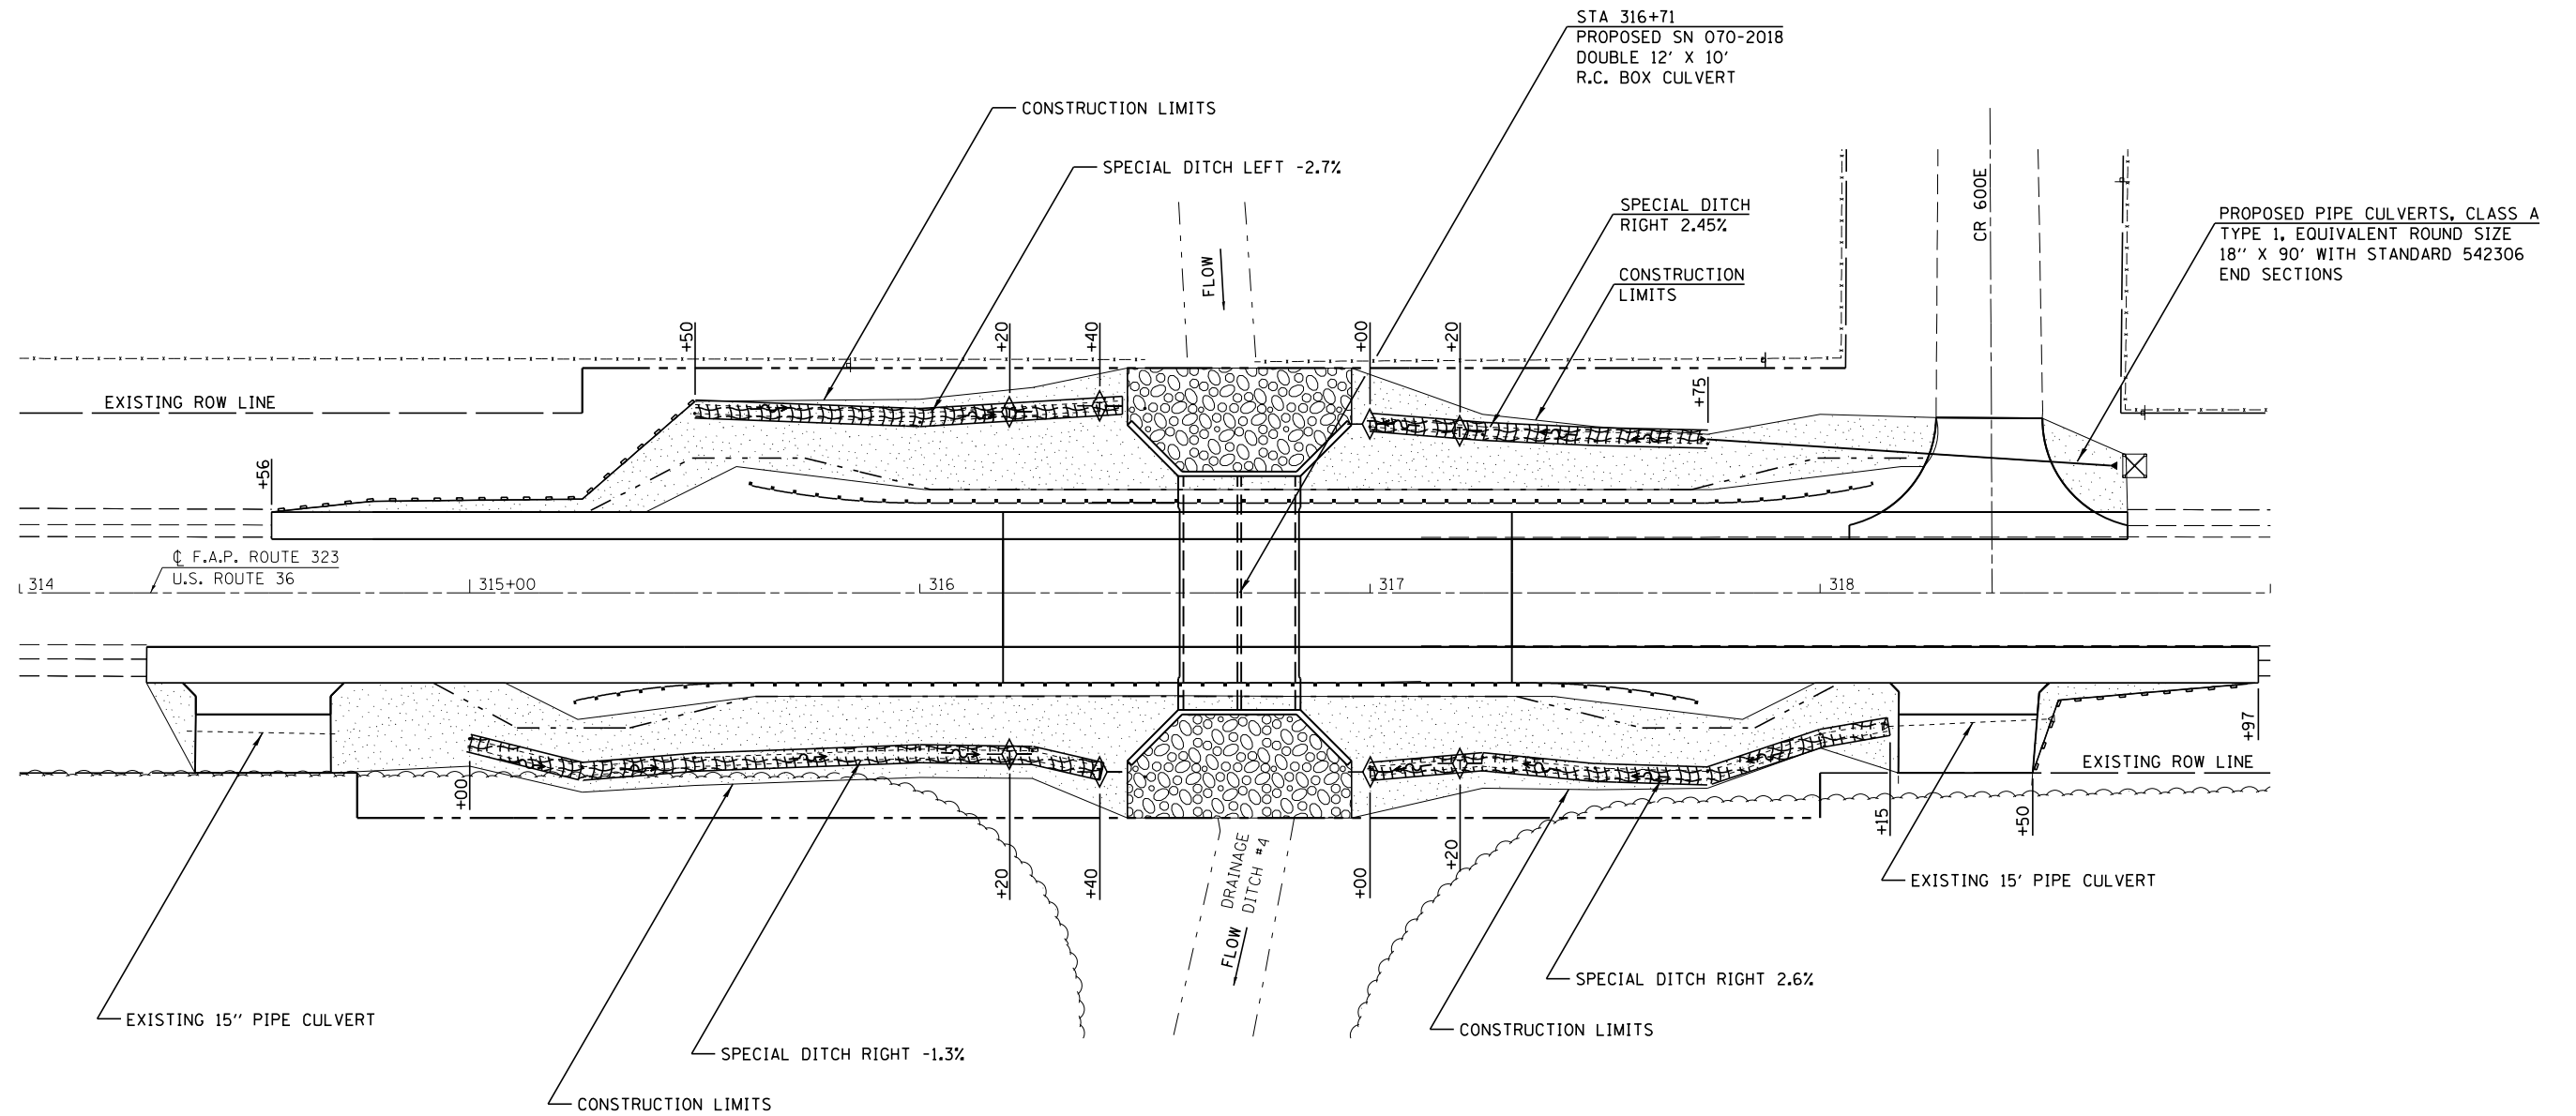 STA 316+71
PROPOSED SN 070-2018
DOUBLE 12' X 10'
R.C. BOX CULVERT
CONSTRUCTION LIMITS
SPECIAL DITCH LEFT -2.7%
SPECIAL DITCH
RIGHT 2.45%
CONSTRUCTION
LIMITS
FLOW
CR 600E
PROPOSED PIPE CULVERTS, CLASS A
TYPE 1, EQUIVALENT ROUND SIZE
18'' X 90' WITH STANDARD 542306
END SECTIONS
+50
+20
+40
+00
+20
+75
EXISTING ROW LINE
+56
℄ F.A.P. ROUTE 323
U.S. ROUTE 36
314
315+00
316
317
318
+97
EXISTING ROW LINE
+00
+20
+40
+00
+20
+15
+50
DRAINAGE
DITCH #4
FLOW
EXISTING 15' PIPE CULVERT
SPECIAL DITCH RIGHT 2.6%
EXISTING 15'' PIPE CULVERT
CONSTRUCTION LIMITS
SPECIAL DITCH RIGHT -1.3%
CONSTRUCTION LIMITS